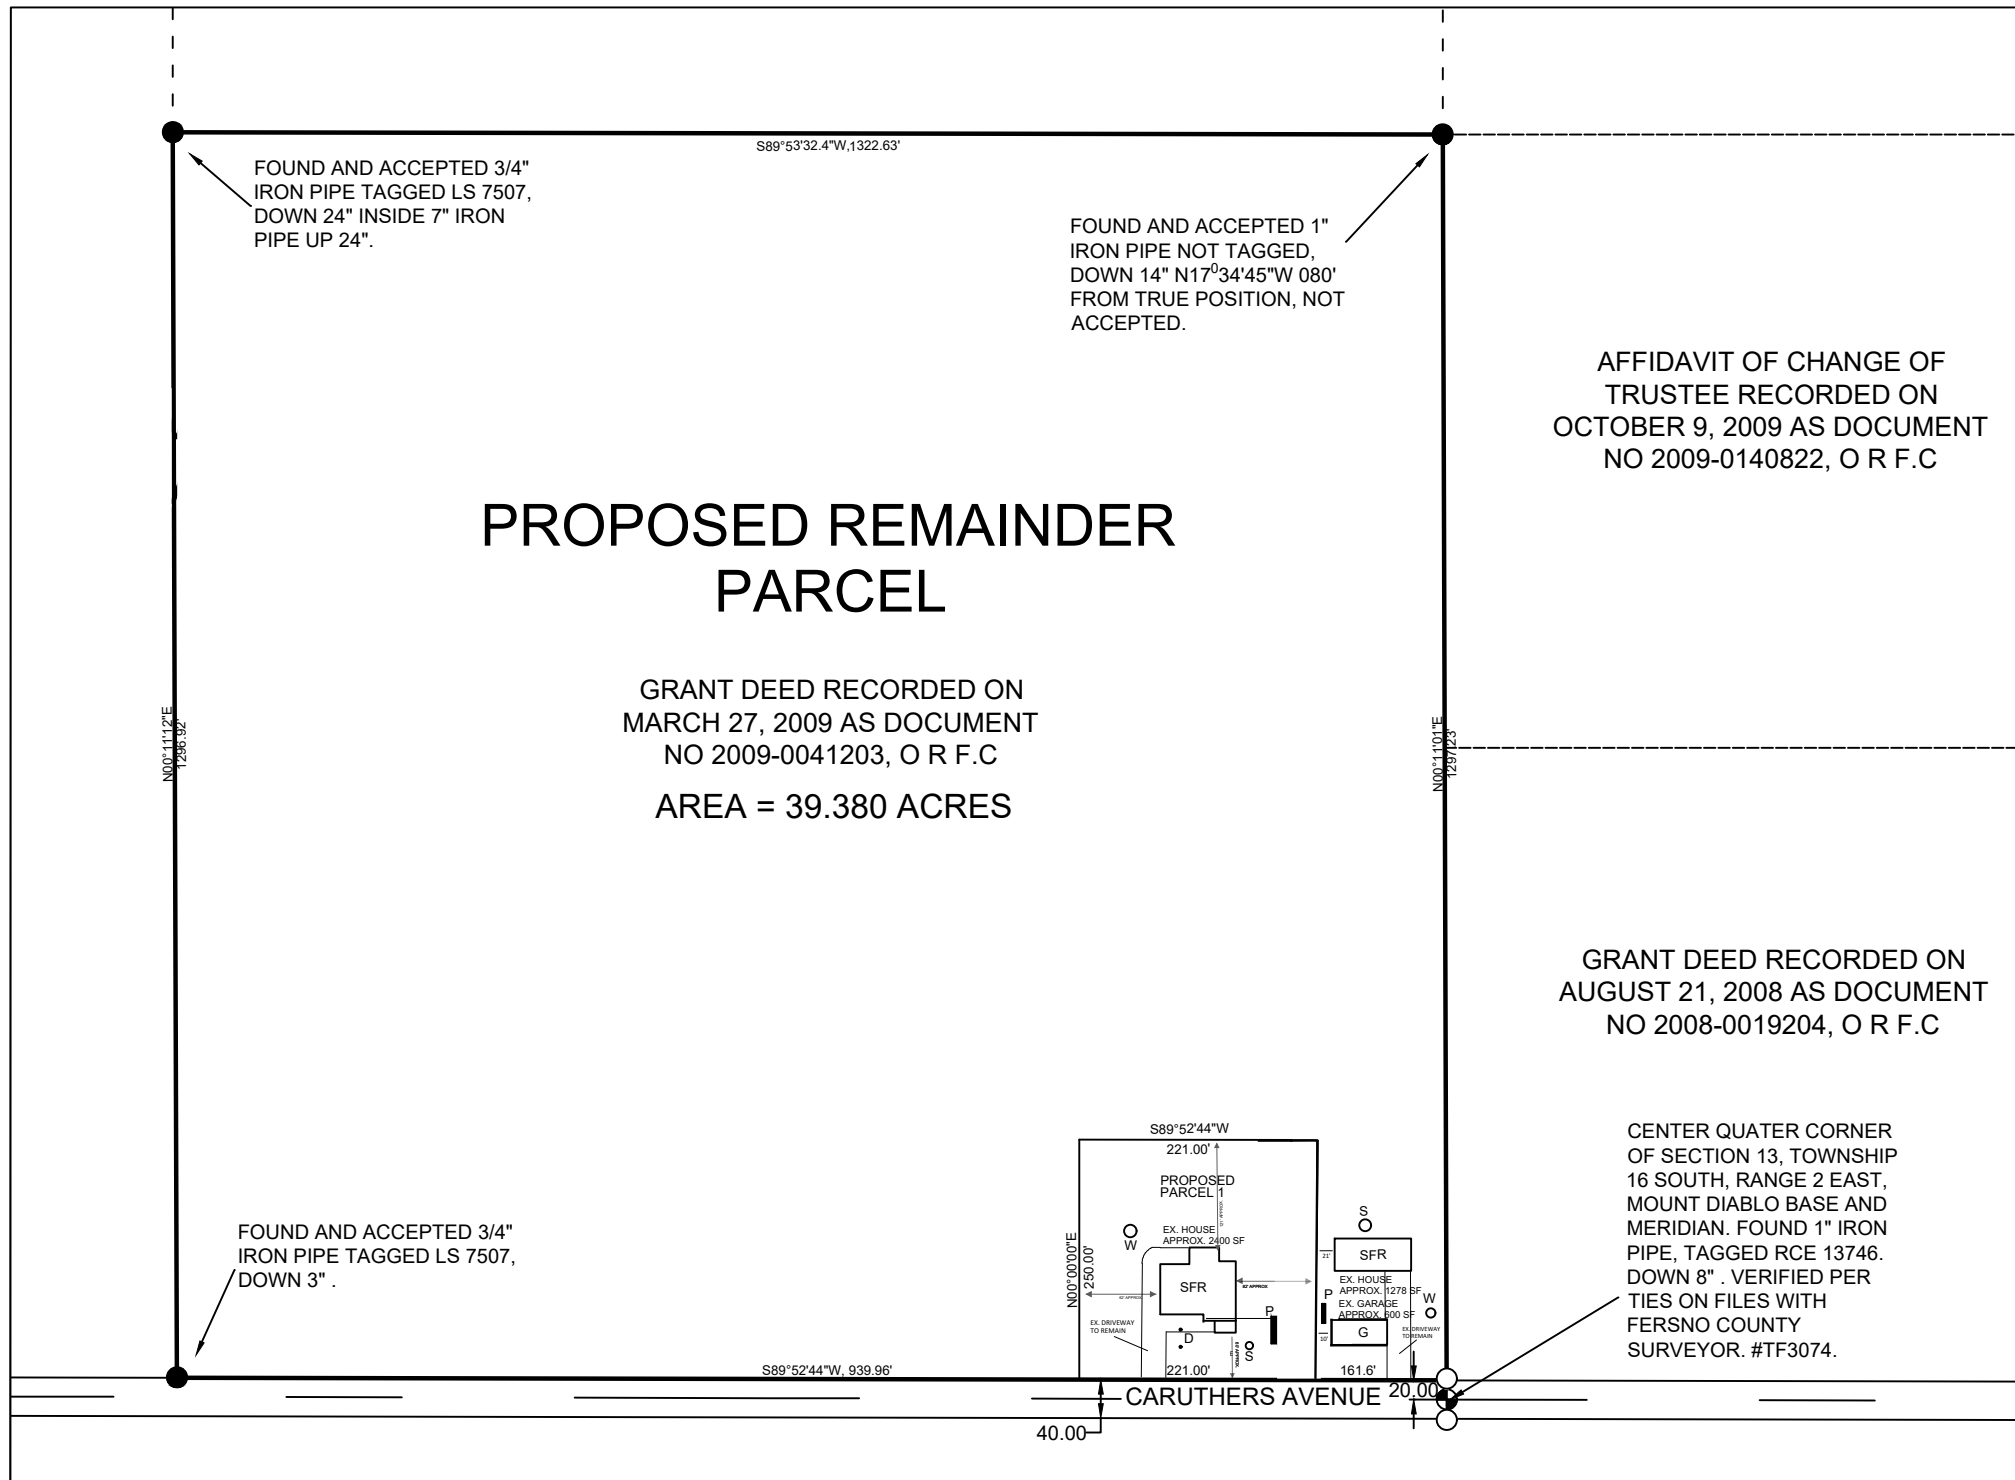 S89°53'32.4"W,1322.63'
FOUND AND ACCEPTED 3/4"
IRON PIPE TAGGED LS 7507,
DOWN 24" INSIDE 7" IRON
PIPE UP 24".
FOUND AND ACCEPTED 1"
IRON PIPE NOT TAGGED,
DOWN 14" N17⁰34'45"W 080'
FROM TRUE POSITION, NOT
ACCEPTED.
AFFIDAVIT OF CHANGE OF
TRUSTEE RECORDED ON
OCTOBER 9, 2009 AS DOCUMENT
NO 2009-0140822, O R F.C
PROPOSED REMAINDER
PARCEL
GRANT DEED RECORDED ON
MARCH 27, 2009 AS DOCUMENT
NO 2009-0041203, O R F.C
AREA = 39.380 ACRES
N00°11'12"E
1296.92'
N00°11'01"E
1297.23'
GRANT DEED RECORDED ON
AUGUST 21, 2008 AS DOCUMENT
NO 2008-0019204, O R F.C
CENTER QUATER CORNER
OF SECTION 13, TOWNSHIP
16 SOUTH, RANGE 2 EAST,
MOUNT DIABLO BASE AND
MERIDIAN. FOUND 1" IRON
PIPE, TAGGED RCE 13746.
DOWN 8" . VERIFIED PER
TIES ON FILES WITH
FERSNO COUNTY
SURVEYOR. #TF3074.
FOUND AND ACCEPTED 3/4"
IRON PIPE TAGGED LS 7507,
DOWN 3" .
S89°52'44"W
221.00'
PROPOSED
PARCEL 1
W
EX. HOUSE
APPROX. 2400 SF
SFR
N00°00'00"E
250.00'
82' APPROX
EX. DRIVEWAY
TO REMAIN
D
P
S
S
SFR
21'
EX. HOUSE
APPROX. 1278 SF
EX. GARAGE
APPROX. 600 SF
P
W
G
10'
EX. DRIVEWAY
TO REMAIN
S89°52'44"W, 939.96'
221.00'
161.6'
CARUTHERS AVENUE
20.00
40.00